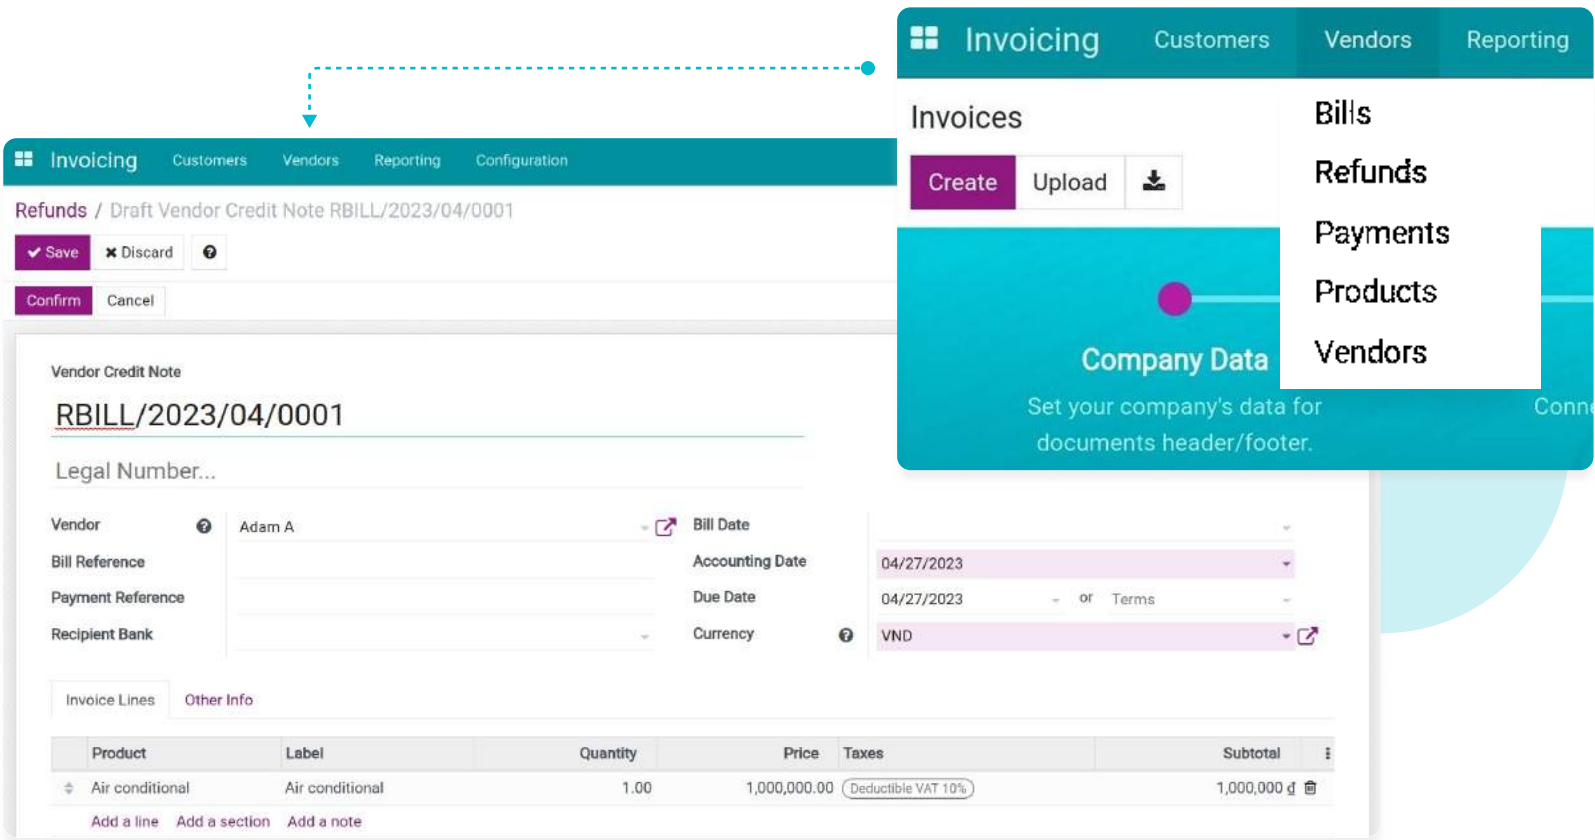 Invoicing Customers Vendors Reporting
Invoices
Create Upload
Bills
Refunds
Payments
Products
Vendors
Company Data
Set your company's data for
documents header/footer.
Conne
Invoicing Customers Vendors Reporting Configuration
Refunds / Draft Vendor Credit Note RBILL/2023/04/0001
Save Discard
Confirm Cancel
Vendor Credit Note
RBILL/2023/04/0001
Legal Number...
Vendor ? Adam A Bill Date
Bill Reference Accounting Date 04/27/2023
Payment Reference Due Date 04/27/2023 or Terms
Recipient Bank Currency ? VND
Invoice Lines Other Info
Product Label Quantity Price Taxes Subtotal
Air conditional Air conditional 1.00 1,000,000.00 Deductible VAT 10% 1,000,000 ₫
Add a line Add a section Add a note